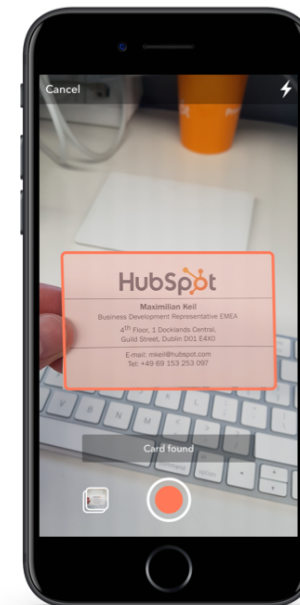 Cancel
HubSpot
Maximilian Keil
Business Development Representative EMEA
4th Floor, 1 Docklands Central,
Guild Street, Dublin D01 E4X0
E-mail: mkeil@hubspot.com
Tel: +49 69 153 253 097
Card found